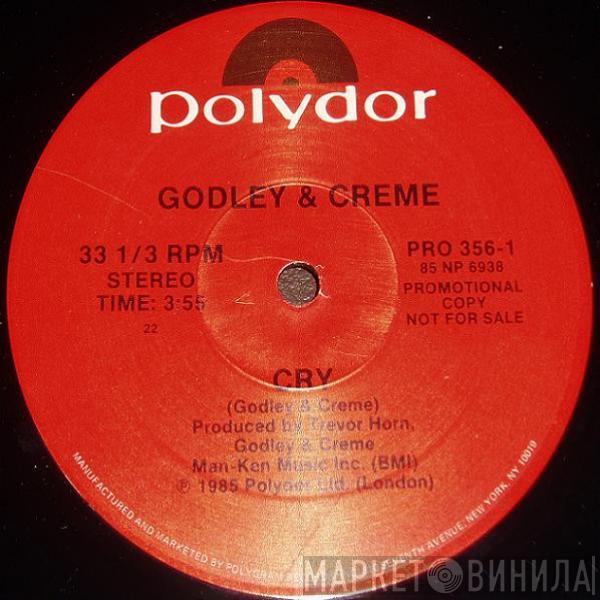 polydor
GODLEY & CREME
33 1/3 RPM
STEREO
TIME: 3:55
22
PRO 356-1
85 NP 6938
PROMOTIONAL
COPY
NOT FOR SALE
CRY
(Godley & Creme)
Produced by Trevor Horn,
Godley & Creme
Man-Ken Music Inc. (BMI)
℗ 1985 Polydor Ltd. (London)
MANUFACTURED AND MARKETED BY AVENUE, NEW YORK, NY 10019
МАРКЕТ ВИНИЛА